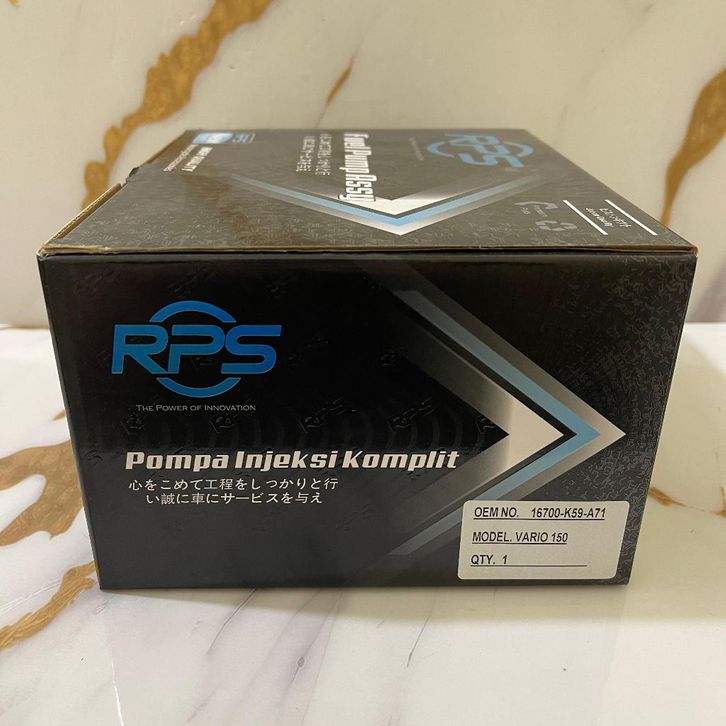 RPS
Fuel Pump Assy
RPS
THE POWER OF INNOVATION
Pompa Injeksi Komplit
心をこめて工程をしっかりと行
い誠に車にサービスを与え
OEM NO. 16700-K59-A71
MODEL. VARIO 150
QTY. 1